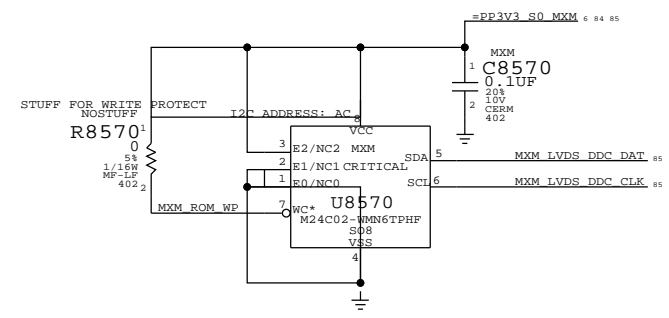 =PP3V3_S0_MXM 6 84 85
MXM
1 C8570
0.1UF
20%
2 10V
CERM
402
STUFF FOR WRITE PROTECT
NOSTUFF
R8570 1
0
5%
1/16W
MF-LF
402 2
I2C ADDRESS: AC
8
VCC
3 E2/NC2 MXM
2 E1/NC1 CRITICAL
1 E0/NC0
SDA 5 MXM_LVDS_DDC_DAT 85
SCL 6 MXM_LVDS_DDC_CLK 85
U8570
MXM_ROM_WP 7 WC*
M24C02-WMN6TPHF
SO8
VSS
4